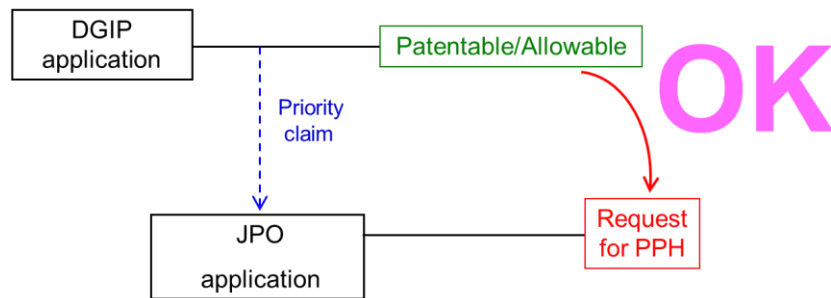 DGIP
application
Patentable/Allowable
OK
Priority
claim
JPO
application
Request
for PPH